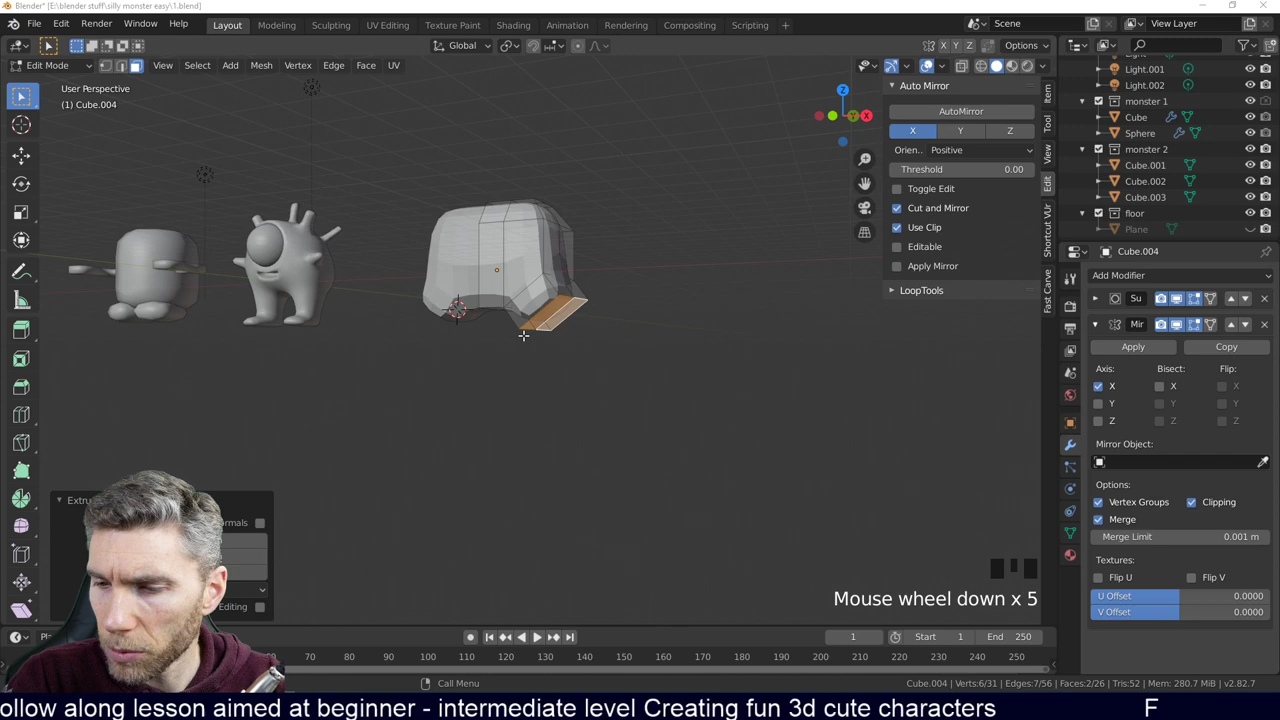 Blender* [E:\blender stuff\silly monster easy\1.blend]
File Edit Render Window Help
Layout Modeling Sculpting UV Editing Texture Paint Shading Animation Rendering Compositing Scripting
Scene
View Layer
Global
X Y Z Options
Edit Mode View Select Add Mesh Vertex Edge Face UV
User Perspective
(1) Cube.004
Z
Y
X
Auto Mirror
AutoMirror
X Y Z
Orien.. Positive
Threshold 0.00
Toggle Edit
Cut and Mirror
Use Clip
Editable
Apply Mirror
LoopTools
Item
Tool
View
Edit
Shortcut VUr
Fast Carve
Light.001
Light.002
monster 1
Cube
Sphere
monster 2
Cube.001
Cube.002
Cube.003
floor
Plane
Cube.004
Add Modifier
Su
Mir
Apply Copy
Axis: Bisect: Flip:
X X X
Y Y Y
Z Z Z
Mirror Object:
Options:
Vertex Groups Clipping
Merge
Merge Limit 0.001 m
Textures:
Flip U Flip V
U Offset 0.0000
V Offset 0.0000
Extru
ormals
Editing
Mouse wheel down x 5
1 Start 1 End 250
70 80 90 100 110 120 130 140 150 160 170 180 190 200 210 220 230 240 250
Call Menu
Cube.004 | Verts:6/31 | Edges:7/56 | Faces:2/26 | Tris:52 | Mem: 280.7 MiB | v2.82.7
ollow along lesson aimed at beginner - intermediate level Creating fun 3d cute characters F